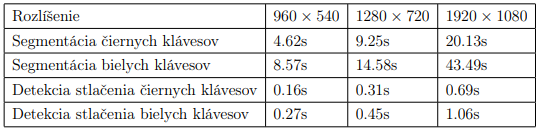 Rozlíšenie 960 × 540 1280 × 720 1920 × 1080
Segmentácia čiernych klávesov 4.62s 9.25s 20.13s
Segmentácia bielych klávesov 8.57s 14.58s 43.49s
Detekcia stlačenia čiernych klávesov 0.16s 0.31s 0.69s
Detekcia stlačenia bielych klávesov 0.27s 0.45s 1.06s